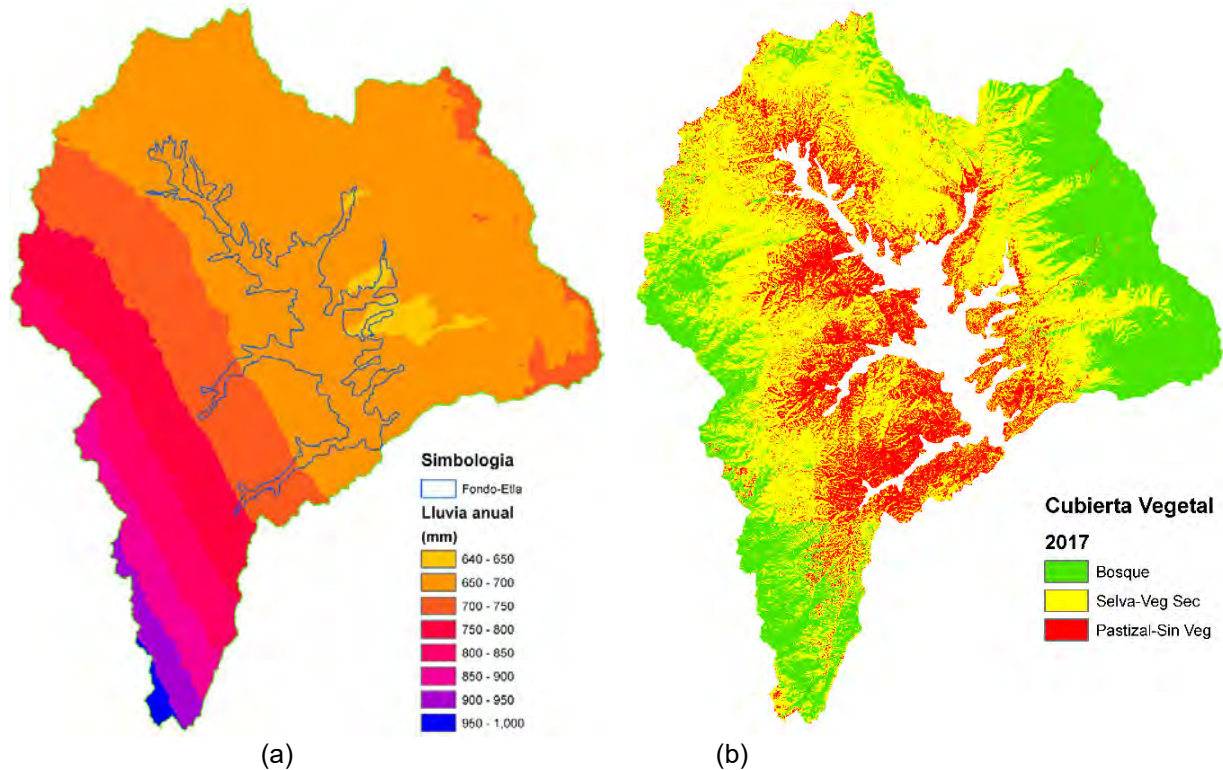 Simbologia
Fondo-Etla
Lluvia anual
(mm)
640 - 650
650 - 700
700 - 750
750 - 800
800 - 850
850 - 900
900 - 950
950 - 1,000
(a)
Cubierta Vegetal
2017
Bosque
Selva-Veg Sec
Pastizal-Sin Veg
(b)